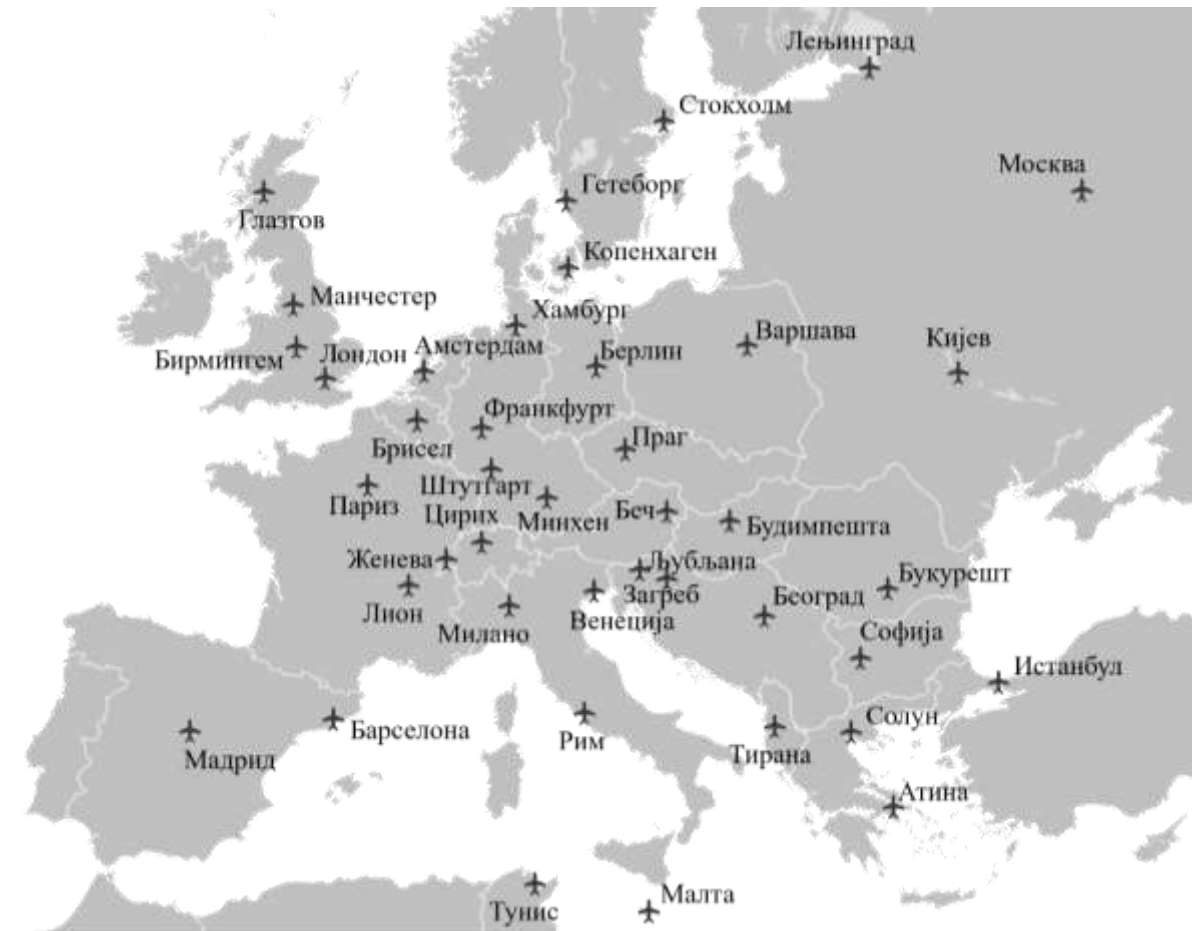 Лењинград
Стокхолм
Москва
Гетеборг
Глазгов
Копенхаген
Манчестер
Хамбург
Варшава
Кијев
Бирмингем
Лондон
Амстердам
Берлин
Франкфурт
Брисел
Праг
Штутгарт
Париз
Цирих
Минхен
Беч
Будимпешта
Женева
Љубљана
Букурешт
Лион
Загреб
Београд
Милано
Венеција
Софија
Истанбул
Барселона
Солун
Мадрид
Рим
Тирана
Атина
Тунис
Малта